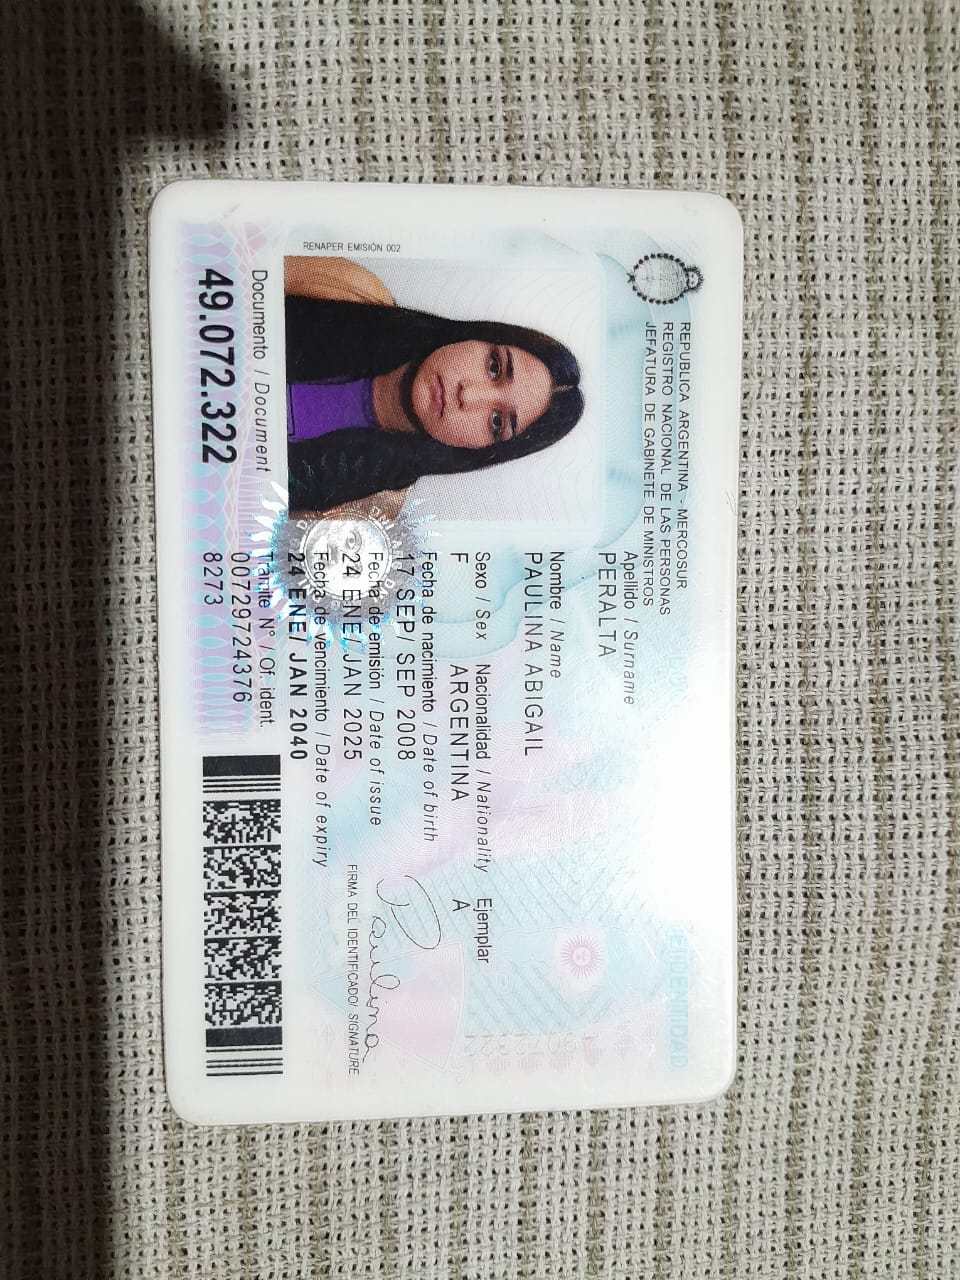 REPUBLICA ARGENTINA - MERCOSUR
REGISTRO NACIONAL DE LAS PERSONAS
JEFATURA DE GABINETE DE MINISTROS
IDENTIDAD
Apellido / Surname
PERALTA
Nombre / Name
PAULINA ABIGAIL
Sexo / Sex Nacionalidad / Nationality Ejemplar
F ARGENTINA A
Fecha de nacimiento / Date of birth
17 SEP/ SEP 2008
Fecha de emisión / Date of issue
24 ENE/ JAN 2025
Paulina
FIRMA DEL IDENTIFICADO/ SIGNATURE
Fecha de vencimiento / Date of expiry
24 ENE/ JAN 2040
RENAPER EMISIÓN 002
Documento / Document
49.072.322
Trámite N° / Of. ident.
00729724376
8273